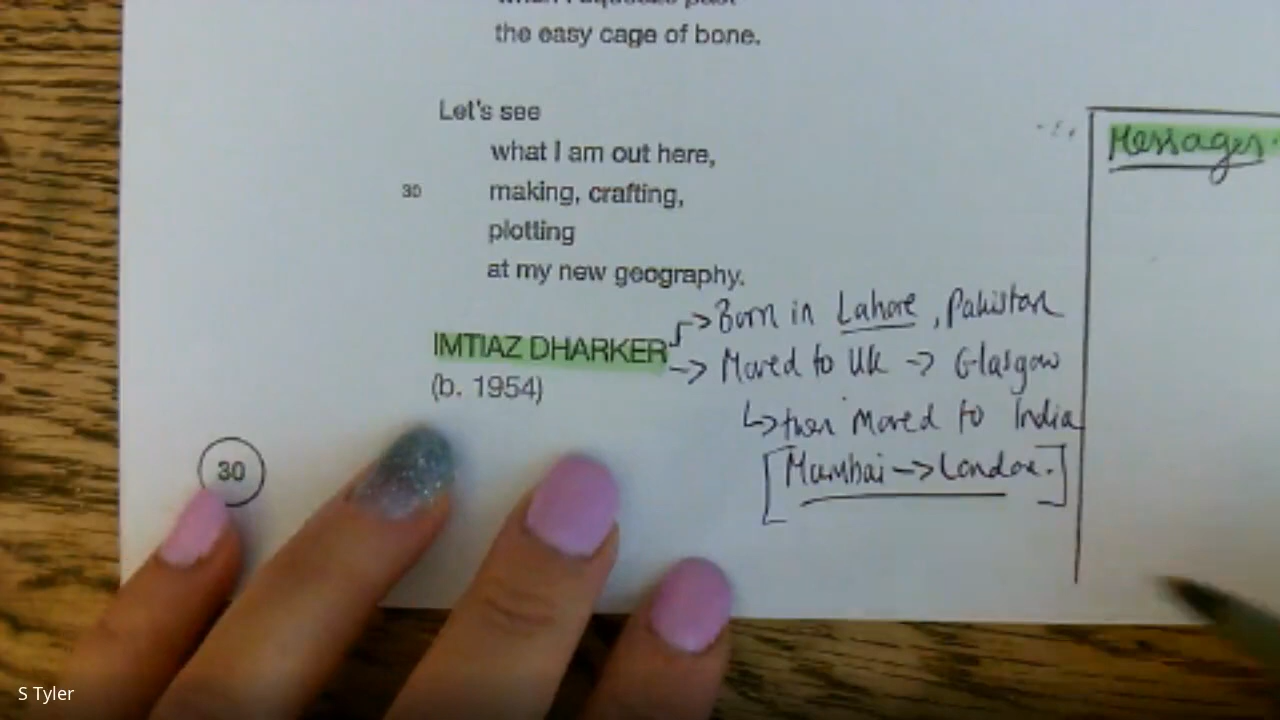 the easy cage of bone.
Let's see
what I am out here,
30 making, crafting,
plotting
at my new geography.
IMTIAZ DHARKER
(b. 1954)
-> Born in Lahore, Pakistan
-> Moved to UK -> Glasgow
↳then moved to India
[Mumbai -> London.]
Messages.
30
S Tyler